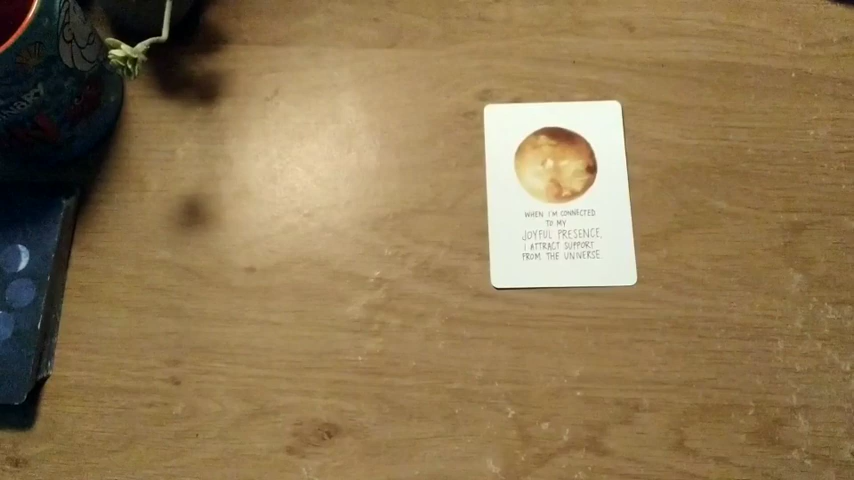 WHEN I'M CONNECTED
TO MY
JOYFUL PRESENCE,
I ATTRACT SUPPORT
FROM THE UNIVERSE.